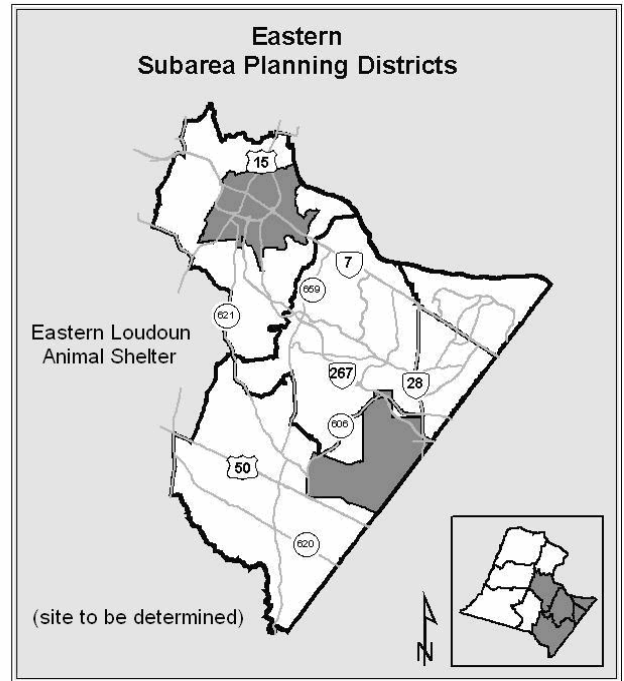 Eastern
Subarea Planning Districts
15
7
659
621
Eastern Loudoun
Animal Shelter
267
28
606
50
620
(site to be determined)
N